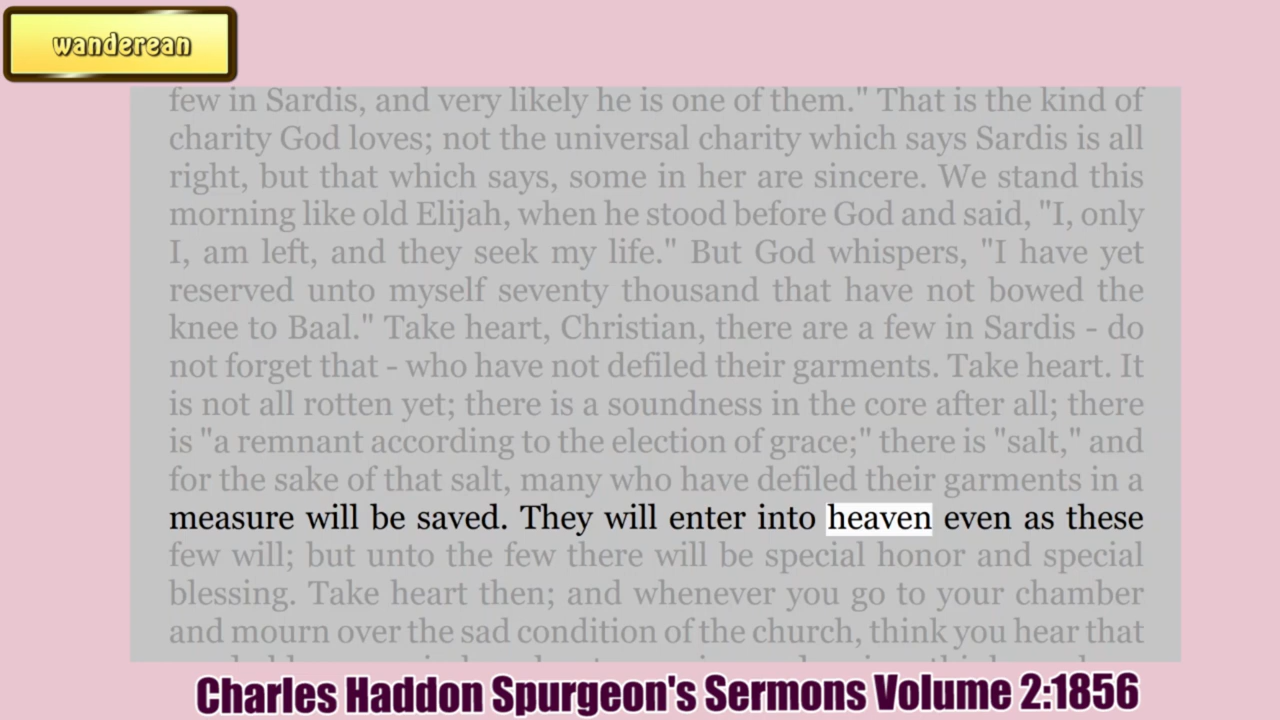 wanderean
few in Sardis, and very likely he is one of them." That is the kind of
charity God loves; not the universal charity which says Sardis is all
right, but that which says, some in her are sincere. We stand this
morning like old Elijah, when he stood before God and said, "I, only
I, am left, and they seek my life." But God whispers, "I have yet
reserved unto myself seventy thousand that have not bowed the
knee to Baal." Take heart, Christian, there are a few in Sardis - do
not forget that - who have not defiled their garments. Take heart. It
is not all rotten yet; there is a soundness in the core after all; there
is "a remnant according to the election of grace;" there is "salt," and
for the sake of that salt, many who have defiled their garments in a
measure will be saved. They will enter into heaven even as these
few will; but unto the few there will be special honor and special
blessing. Take heart then; and whenever you go to your chamber
and mourn over the sad condition of the church, think you hear that
Charles Haddon Spurgeon's Sermons Volume 2:1856